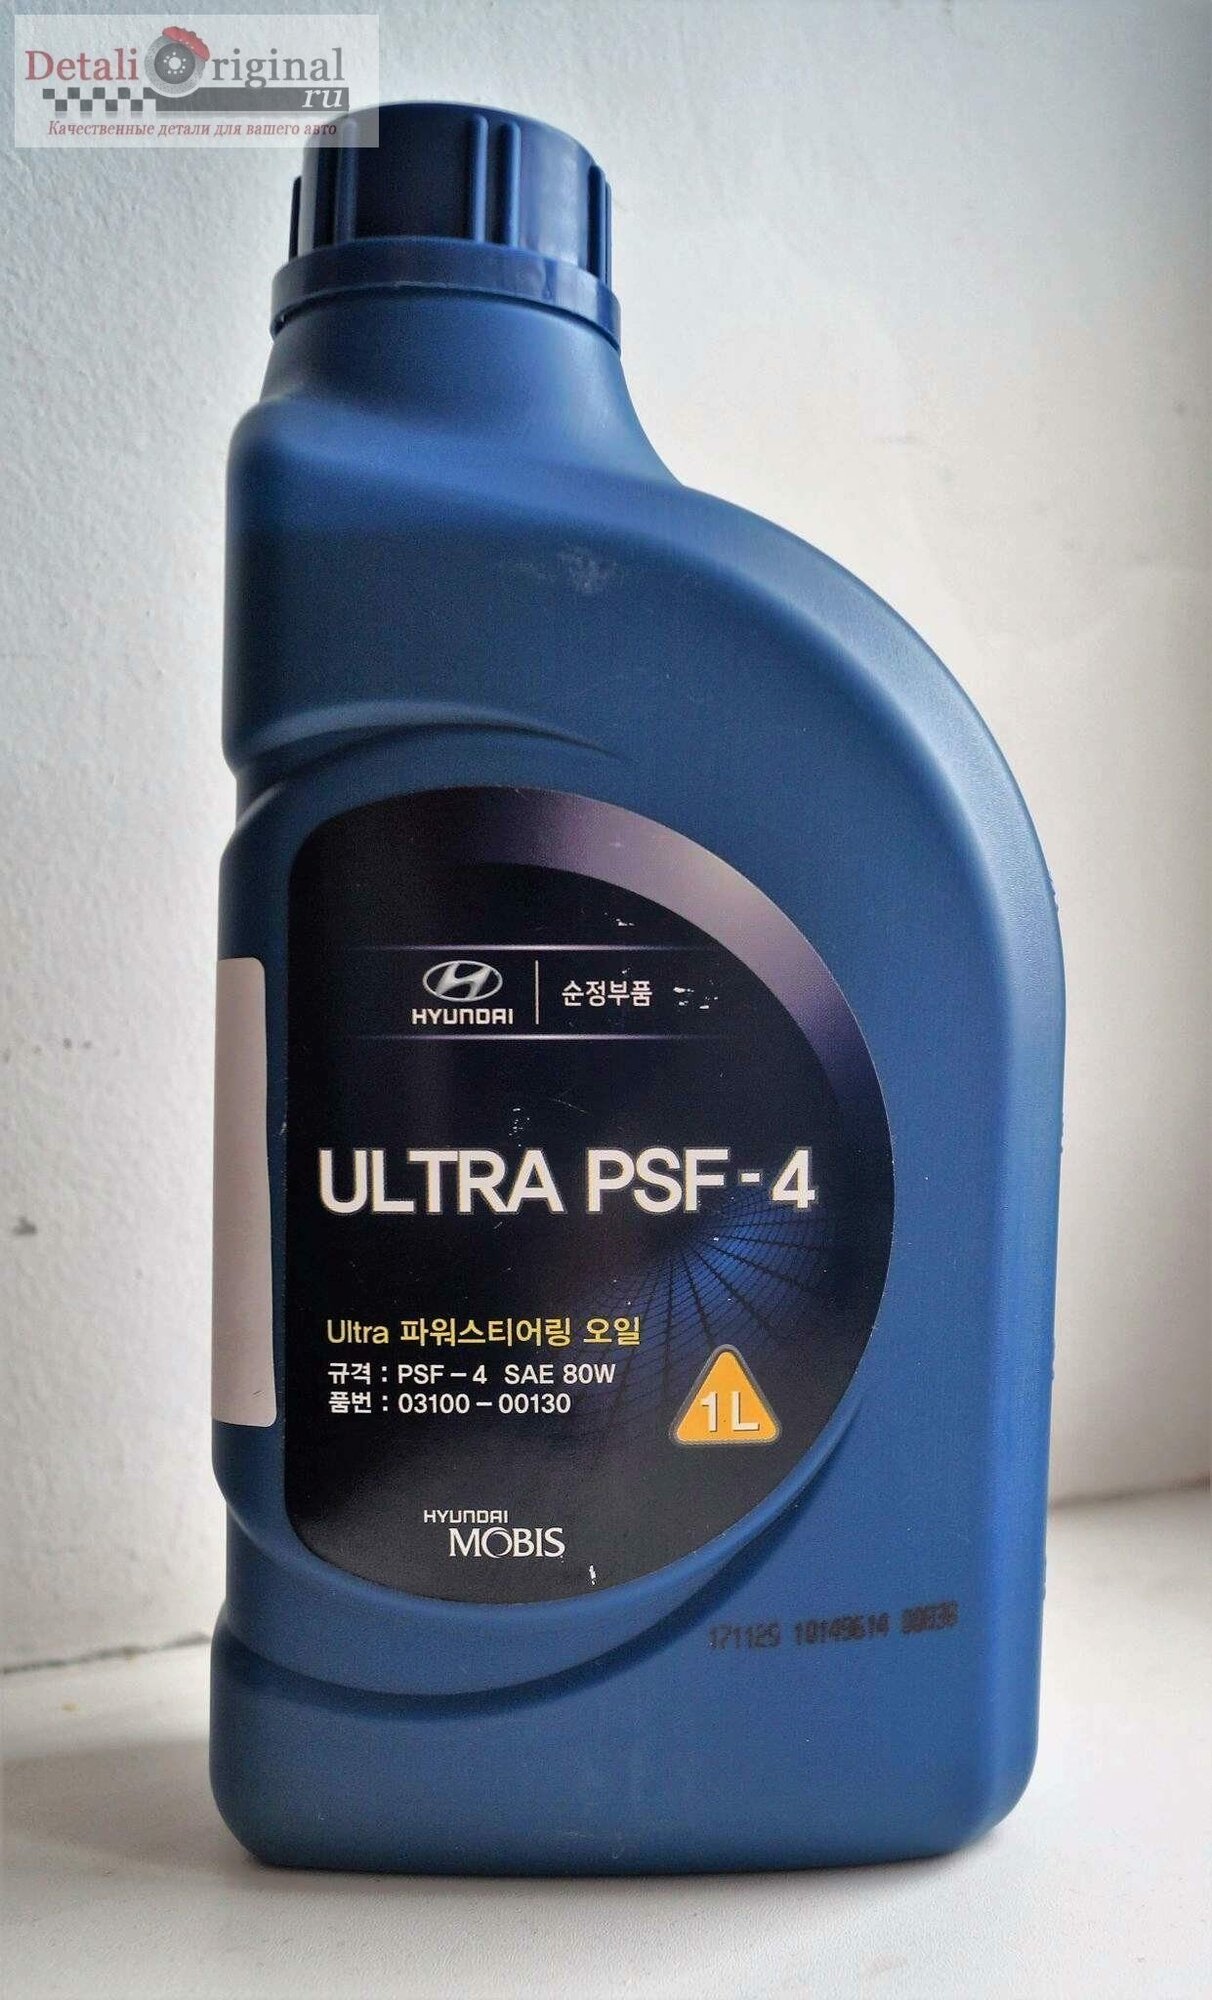 Detali Original
ru
Качественные детали для вашего авто
HYUNDAI 순정부품
ULTRA PSF-4
Ultra 파워스티어링 오일
규격 : PSF - 4 SAE 80W
품번 : 03100 - 00130
1L
HYUNDAI
MOBIS
171129 10149614